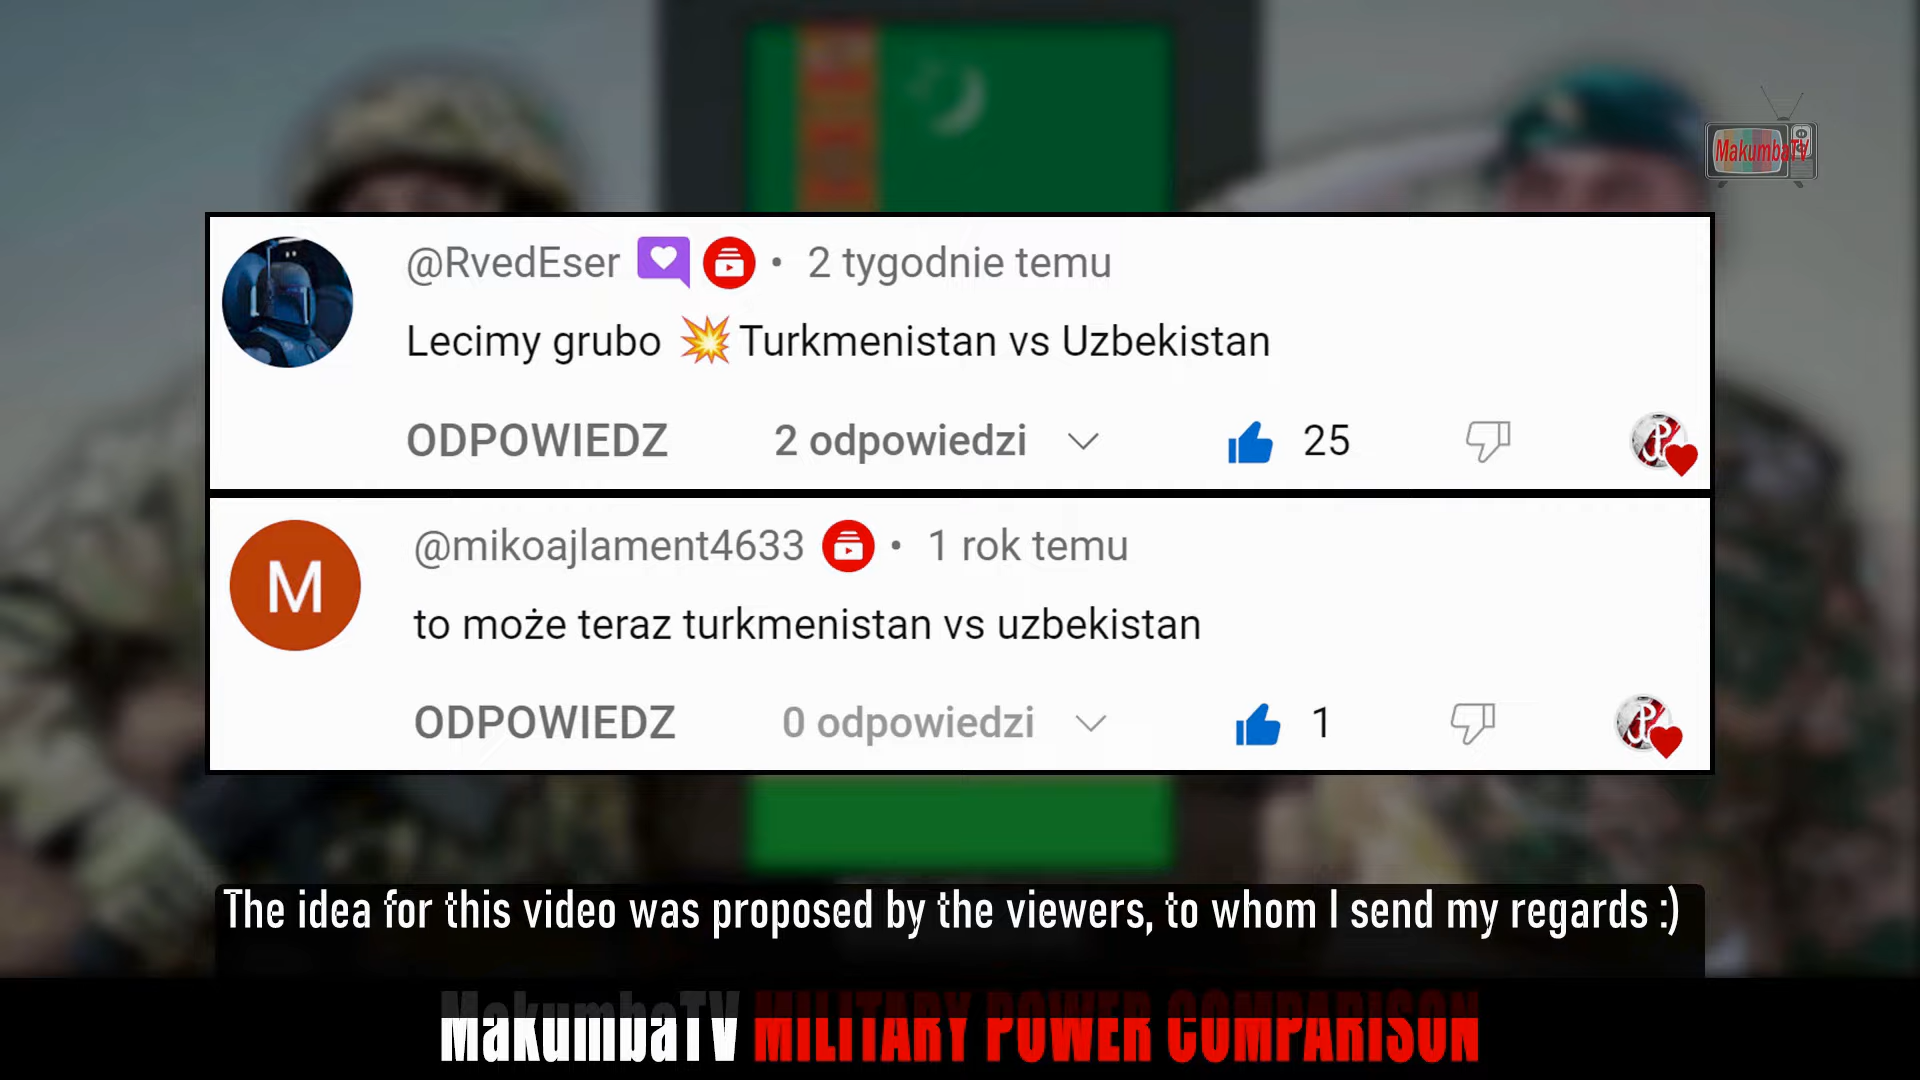 MakumbaTV
@RvedEser • 2 tygodnie temu
Lecimy grubo 💥 Turkmenistan vs Uzbekistan
ODPOWIEDZ 2 odpowiedzi 25
M
@mikoajlament4633 • 1 rok temu
to może teraz turkmenistan vs uzbekistan
ODPOWIEDZ 0 odpowiedzi 1
The idea for this video was proposed by the viewers, to whom I send my regards :)
MakumbaTV MILITARY POWER COMPARISON